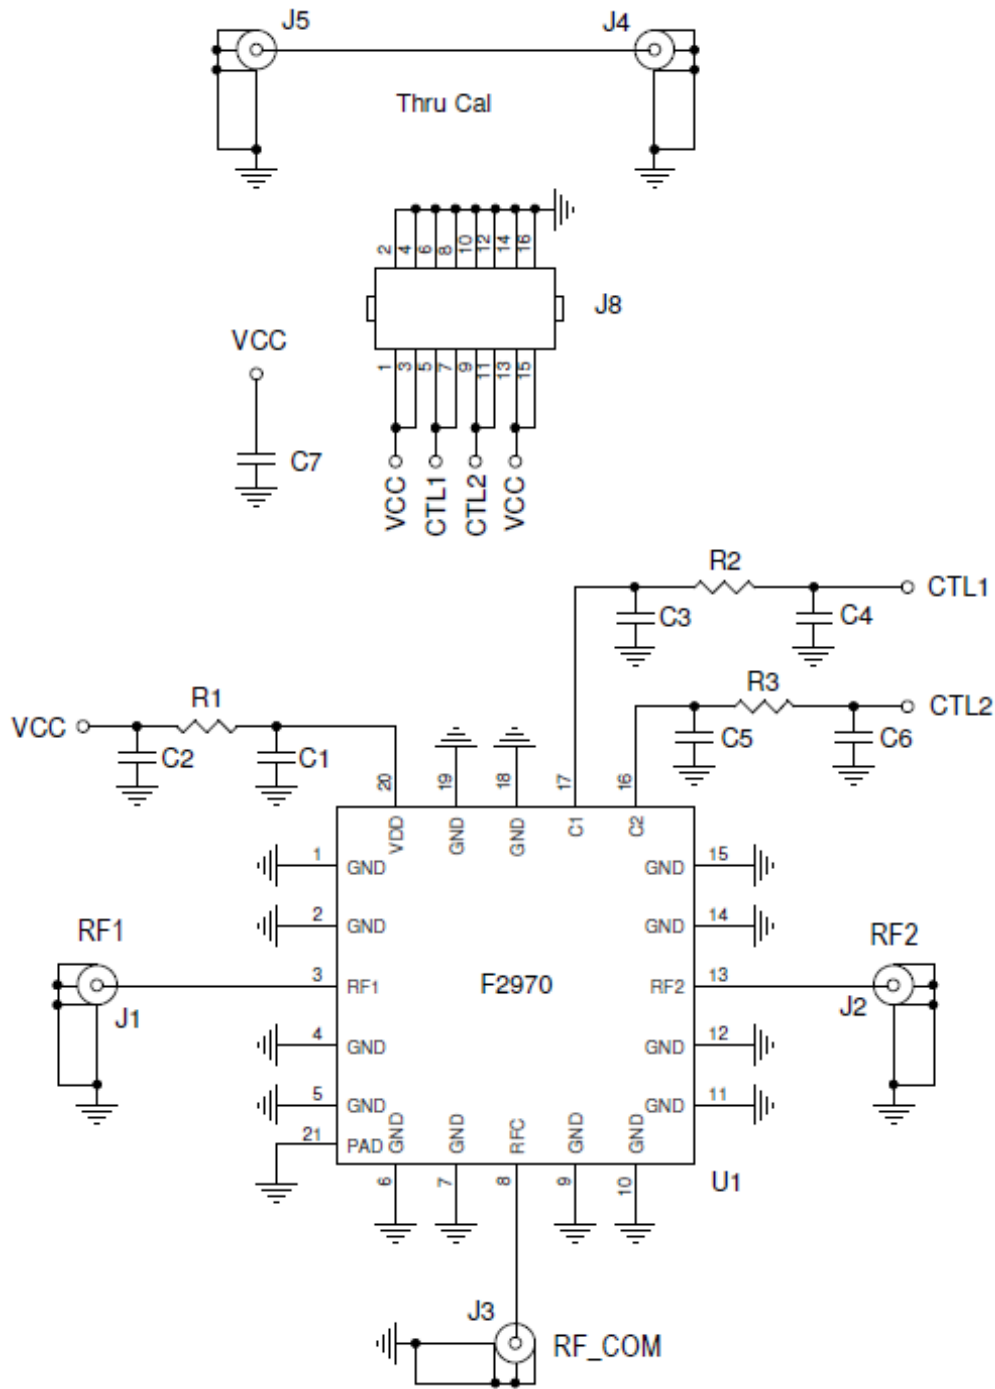 J5
J4
Thru Cal
2 4 6 8 10 12 14 16
J8
1 3 5 7 9 11 13 15
VCC
C7
VCC CTL1 CTL2 VCC
R2
CTL1
C3
C4
R3
CTL2
C5
C6
R1
VCC
C2
C1
20 19 18 17 16
VDD GND GND C1 C2
1 GND
GND 15
2 GND
GND 14
RF1
RF2
3 RF1
F2970
RF2 13
J1
J2
4 GND
GND 12
5 GND
GND 11
21 PAD
GND GND RFC GND GND
6 7 8 9 10
U1
J3
RF_COM